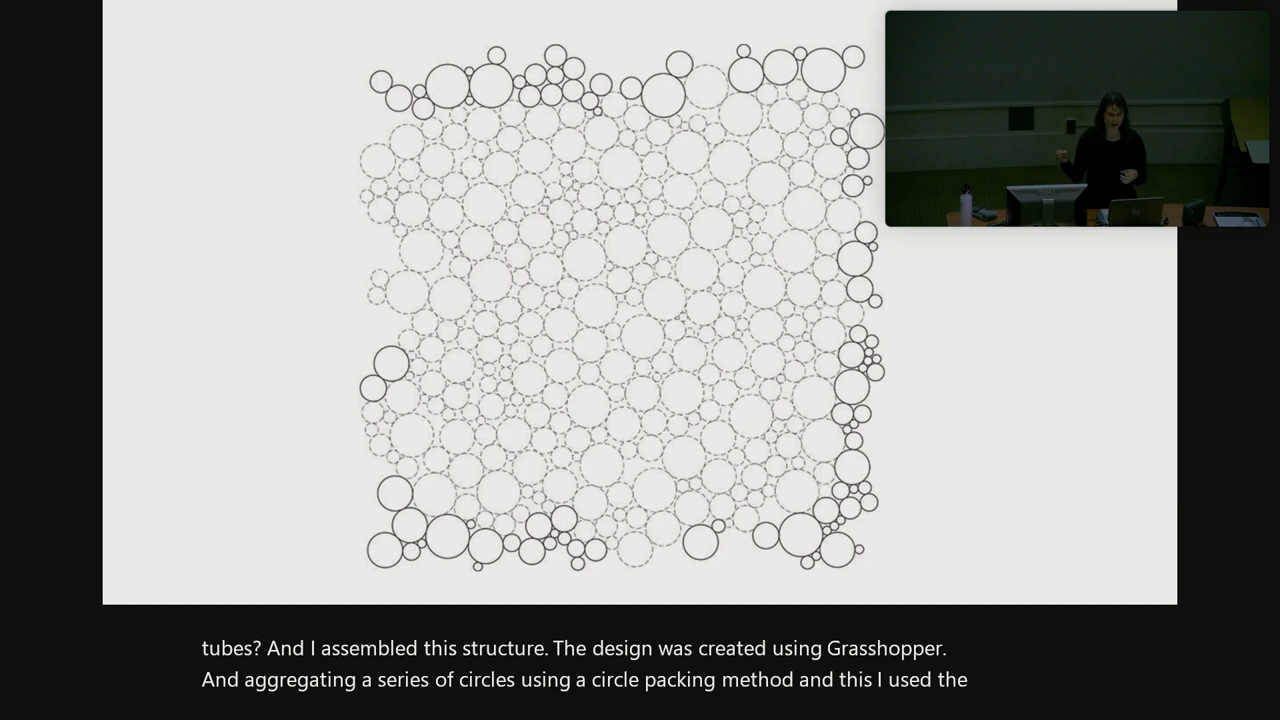 tubes? And I assembled this structure. The design was created using Grasshopper.
And aggregating a series of circles using a circle packing method and this I used the